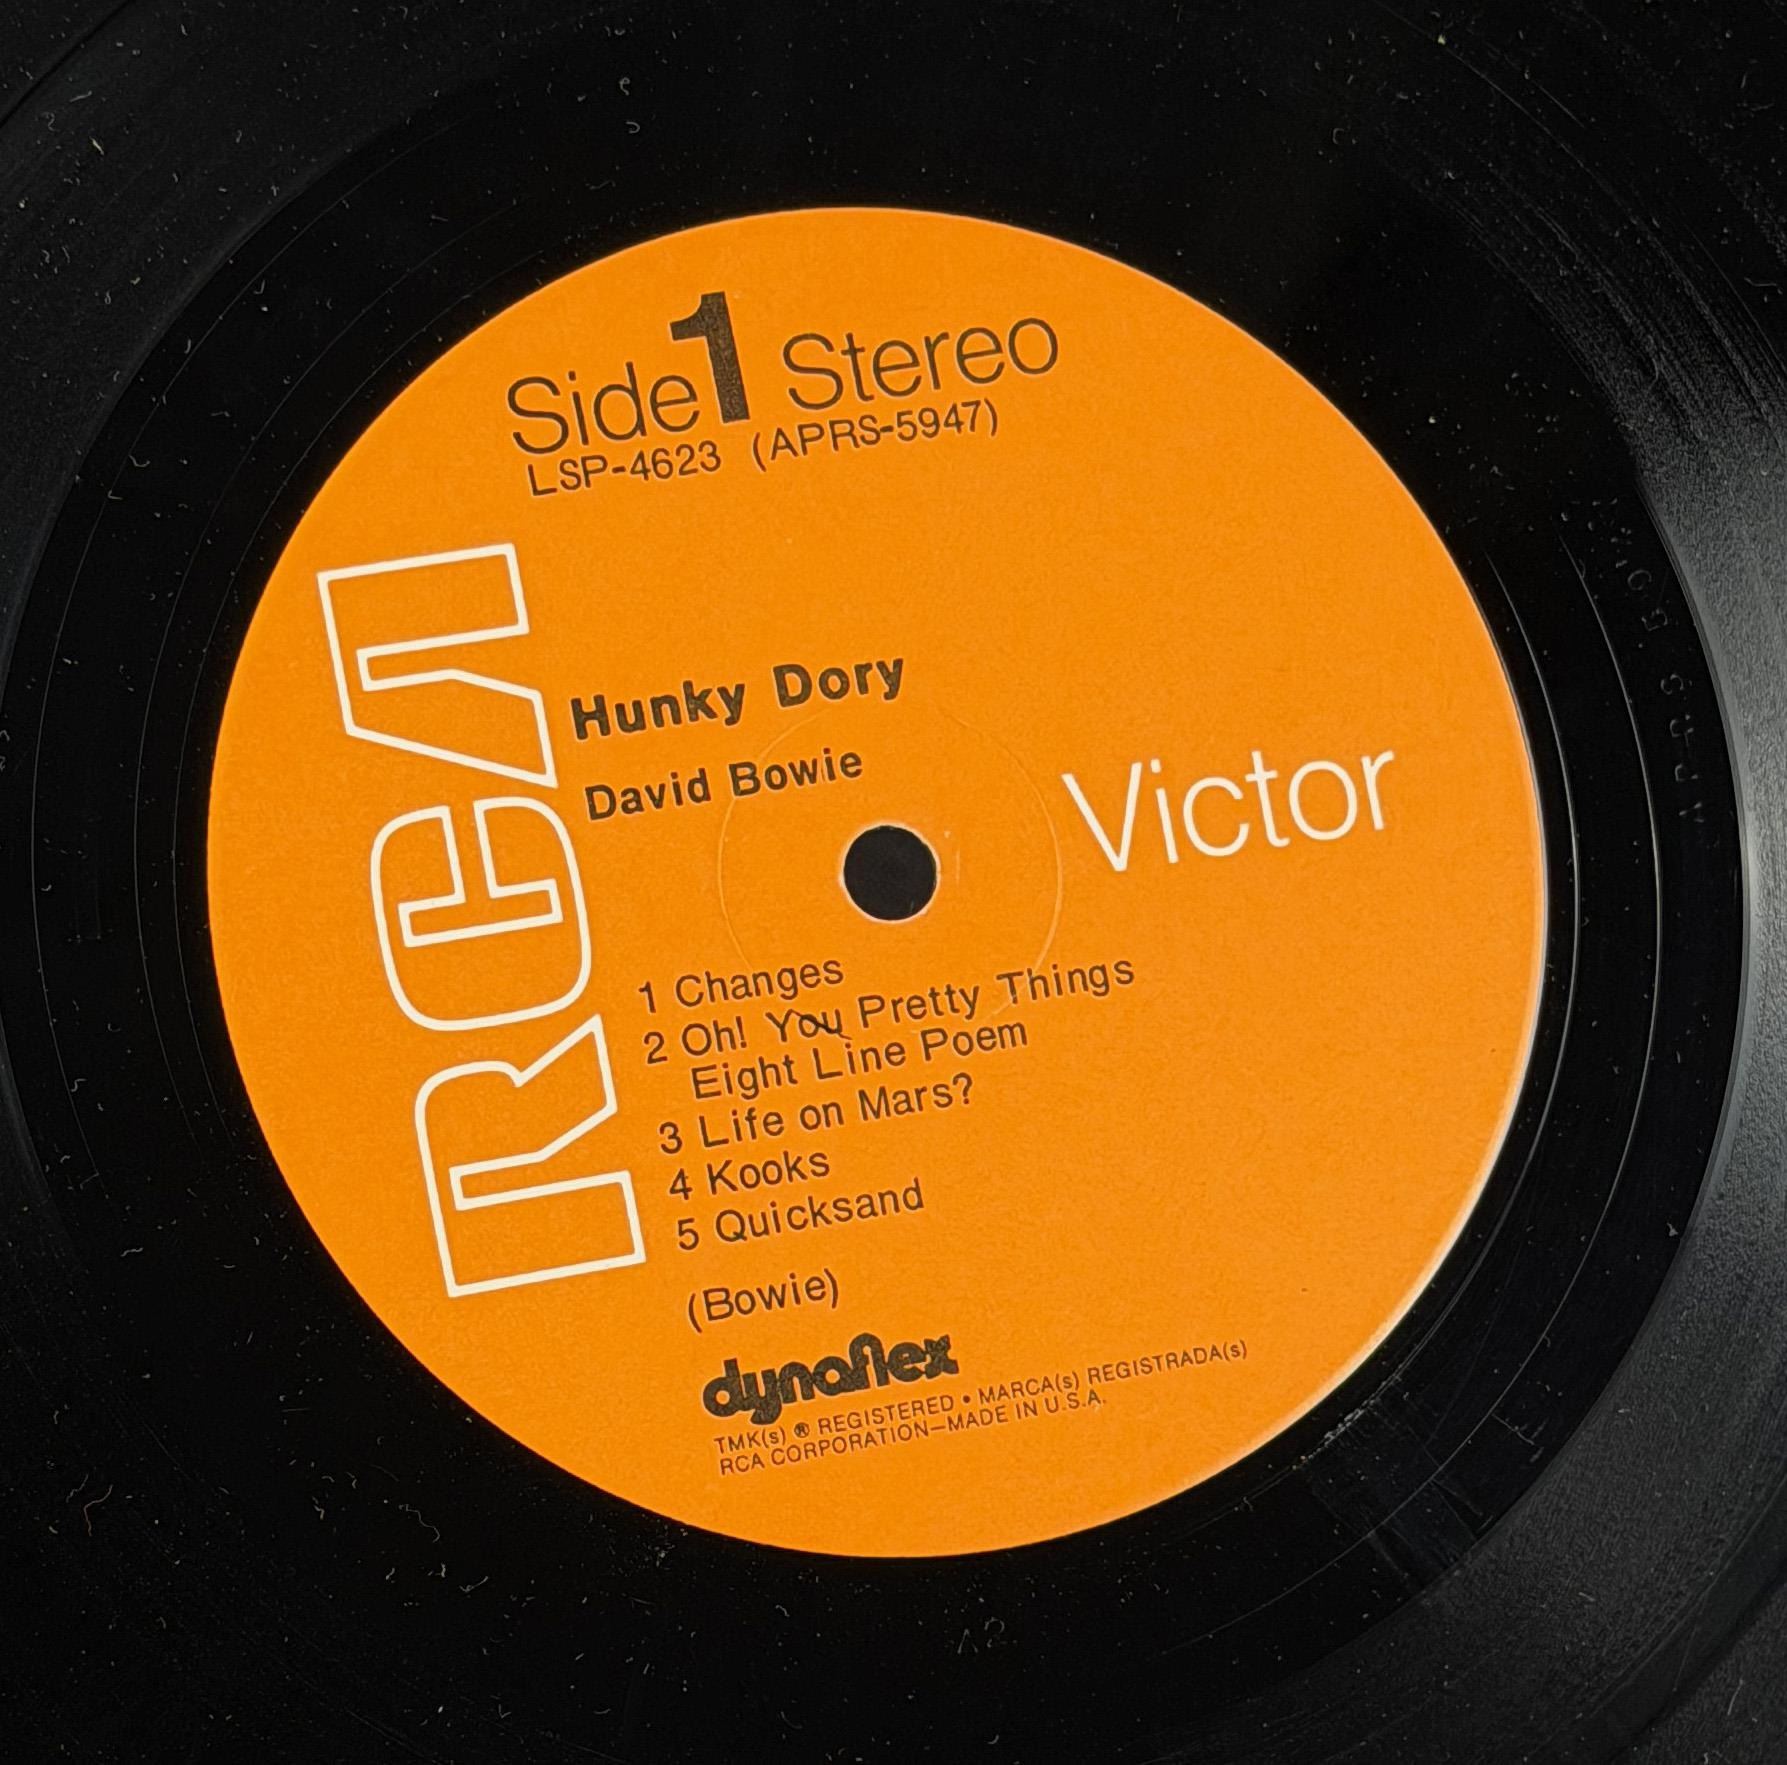 Side 1 Stereo
LSP-4623 (APRS-5947)
RCA
Hunky Dory
David Bowie
Victor
1 Changes
2 Oh! You Pretty Things
Eight Line Poem
3 Life on Mars?
4 Kooks
5 Quicksand
(Bowie)
dynaflex
TMK(s) ® REGISTERED • MARCA(s) REGISTRADA(s)
RCA CORPORATION—MADE IN U.S.A.
A2